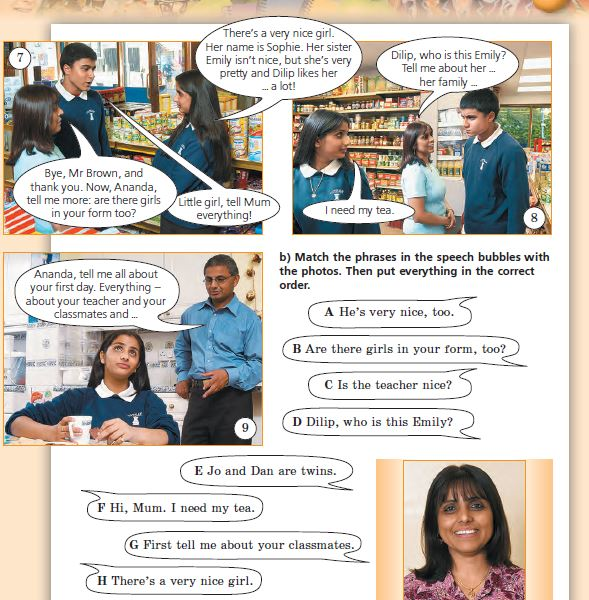 7
There's a very nice girl.
Her name is Sophie. Her sister
Emily isn't nice, but she's very
pretty and Dilip likes her
... a lot!
Bye, Mr Brown, and
thank you. Now, Ananda,
tell me more: are there girls
in your form too?
Little girl, tell Mum
everything!
Dilip, who is this Emily?
Tell me about her ...
her family ...
I need my tea.
8
Ananda, tell me all about
your first day. Everything –
about your teacher and your
classmates and ...
9
b) Match the phrases in the speech bubbles with
the photos. Then put everything in the correct
order.
A He's very nice, too.
B Are there girls in your form, too?
C Is the teacher nice?
D Dilip, who is this Emily?
E Jo and Dan are twins.
F Hi, Mum. I need my tea.
G First tell me about your classmates.
H There's a very nice girl.